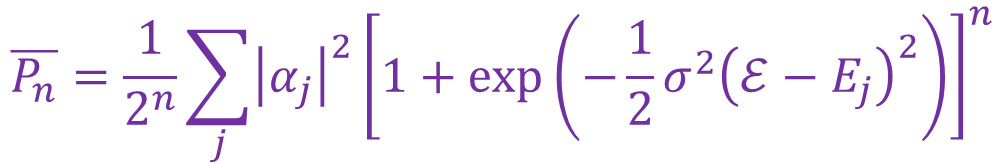 $\overline{P_n} = \frac{1}{2^n} \sum_j |\alpha_j|^2 \left[ 1 + \exp\left( -\frac{1}{2} \sigma^2 (\mathcal{E} - E_j)^2 \right) \right]^n$